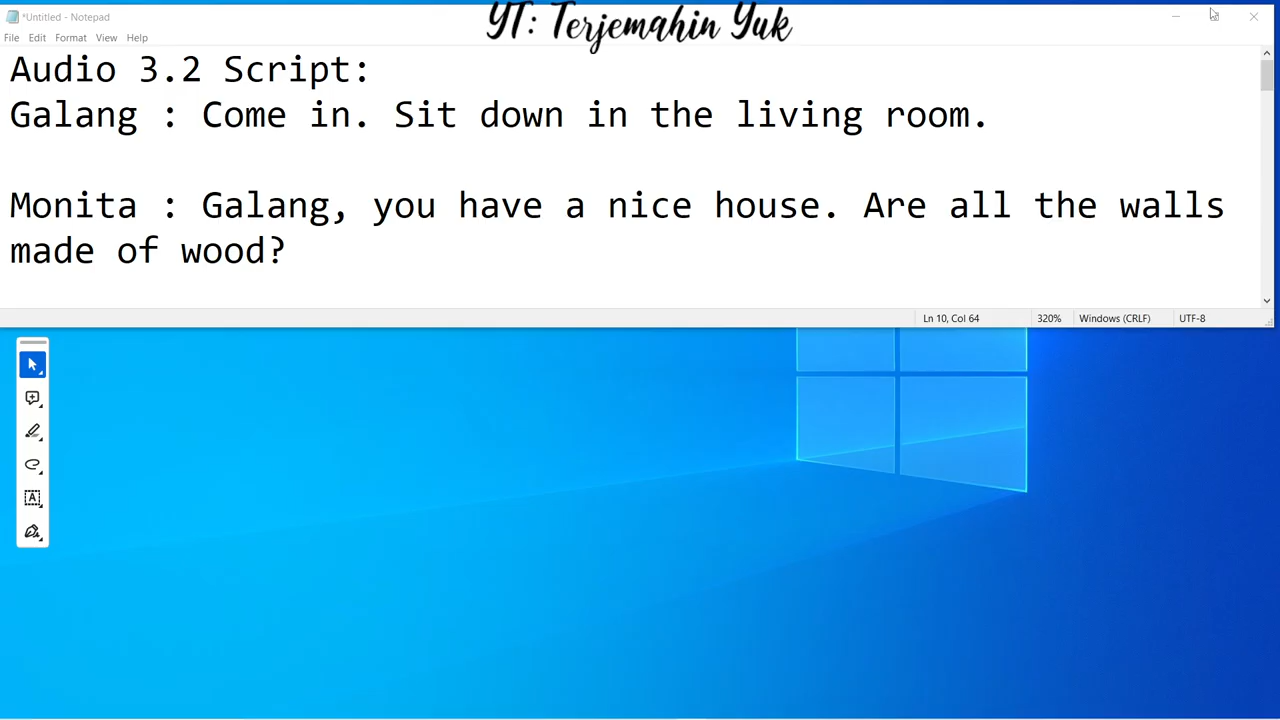 YT: Terjemahin Yuk
*Untitled - Notepad
File Edit Format View Help
Audio 3.2 Script:
Galang : Come in. Sit down in the living room.
Monita : Galang, you have a nice house. Are all the walls
made of wood?
Ln 10, Col 64 320% Windows (CRLF) UTF-8